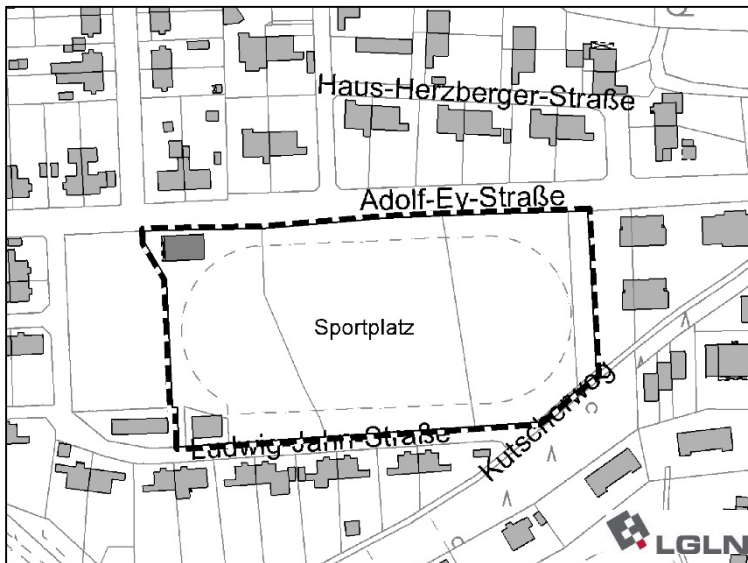 Haus-Herzberger-Straße
Adolf-Ey-Straße
Sportplatz
Kutscherweg
Ludwig-Jahn-Straße
LGLN